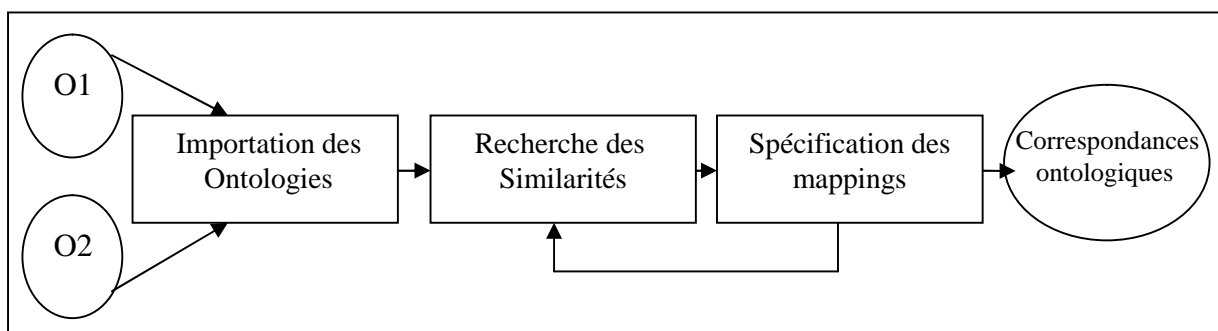 O1
O2
Importation des
Ontologies
Recherche des
Similarités
Spécification des
mappings
Correspondances
ontologiques